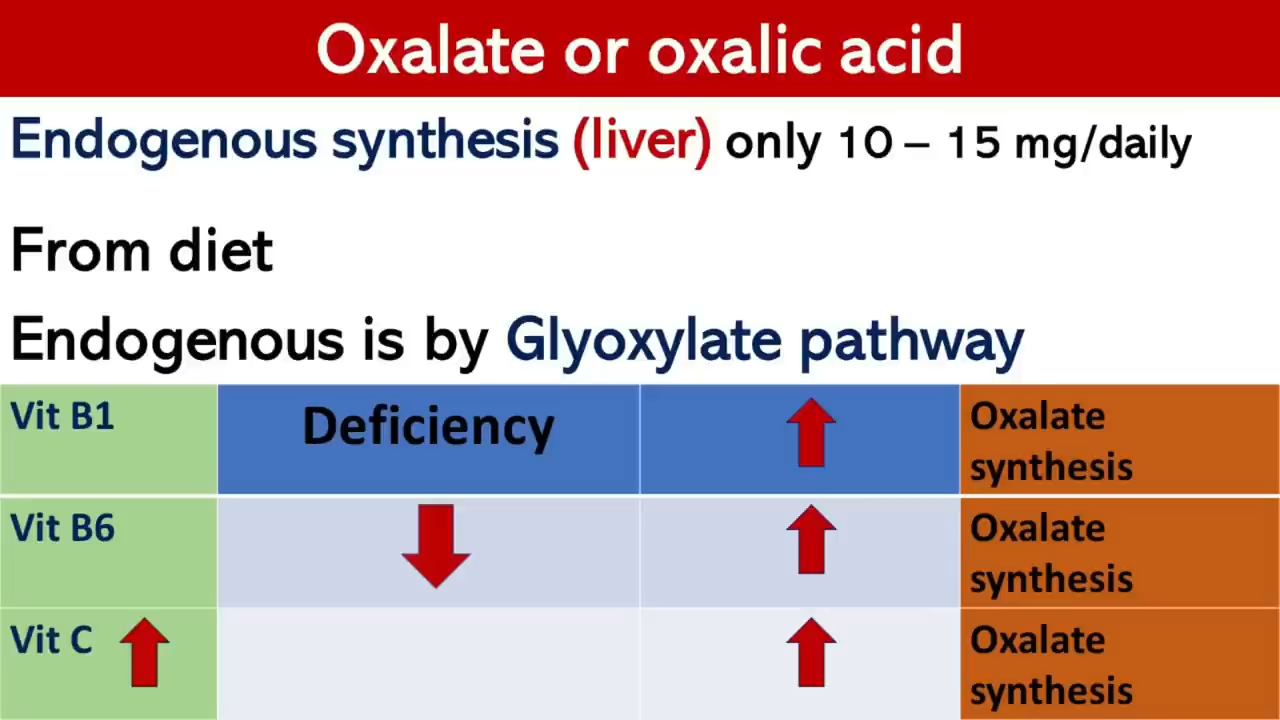 Oxalate or oxalic acid
Endogenous synthesis (liver) only 10 – 15 mg/daily
From diet
Endogenous is by Glyoxylate pathway
Vit B1 Deficiency Oxalate
synthesis
Vit B6 Oxalate
synthesis
Vit C Oxalate
synthesis